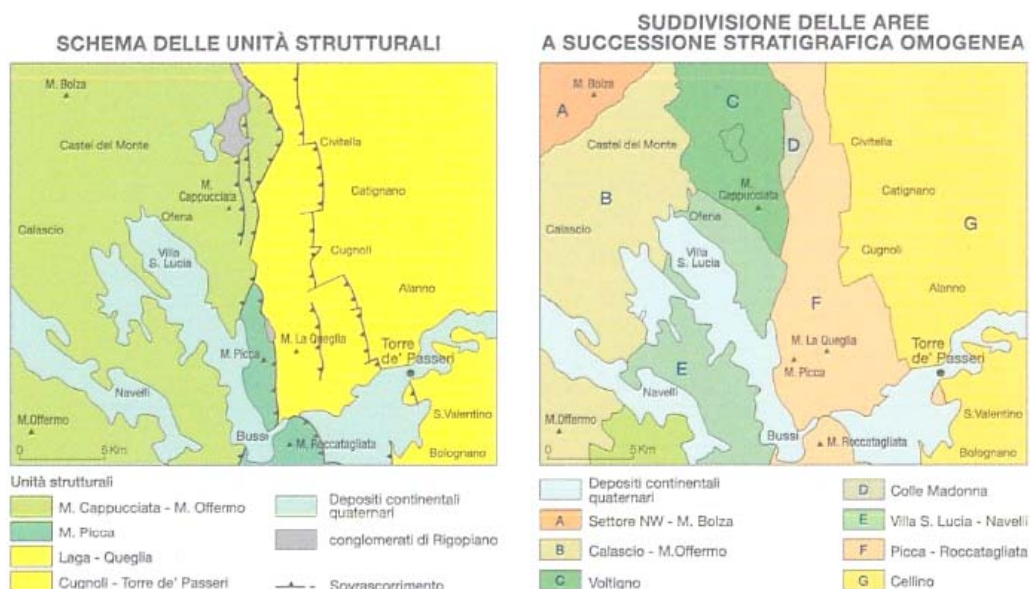 SCHEMA DELLE UNITÀ STRUTTURALI
M. Bolza
Castel del Monte
Civitella
M. Cappucciata
Catignano
Ofena
Calascio
Villa S. Lucia
Cugnoli
Alanno
M. Picca
M. La Queglia
Torre de' Passeri
Navelli
M.Offermo
S.Valentino
Bussi
M. Roccatagliata
Bolognano
0 5Km
Unità strutturali
M. Cappucciata - M. Offermo
M. Picca
Laga - Queglia
Cugnoli - Torre de' Passeri
Depositi continentali
quaternari
conglomerati di Rigopiano
Sovrascorrimento
SUDDIVISIONE DELLE AREE
A SUCCESSIONE STRATIGRAFICA OMOGENEA
M. Bolza
A
C
Castel del Monte
D
Civitella
M. Cappucciata
Catignano
B
Ofena
G
Calascio
Villa S. Lucia
Cugnoli
Alanno
F
M. La Queglia
M. Picca
Torre de' Passeri
E
Navelli
M.Offermo
S.Valentino
Bussi
M. Roccatagliata
Bolognano
0 5Km
Depositi continentali
quaternari
A Settore NW - M. Bolza
B Calascio - M.Offermo
C Voltigno
D Colle Madonna
E Villa S. Lucia - Navelli
F Picca - Roccatagliata
G Cellino